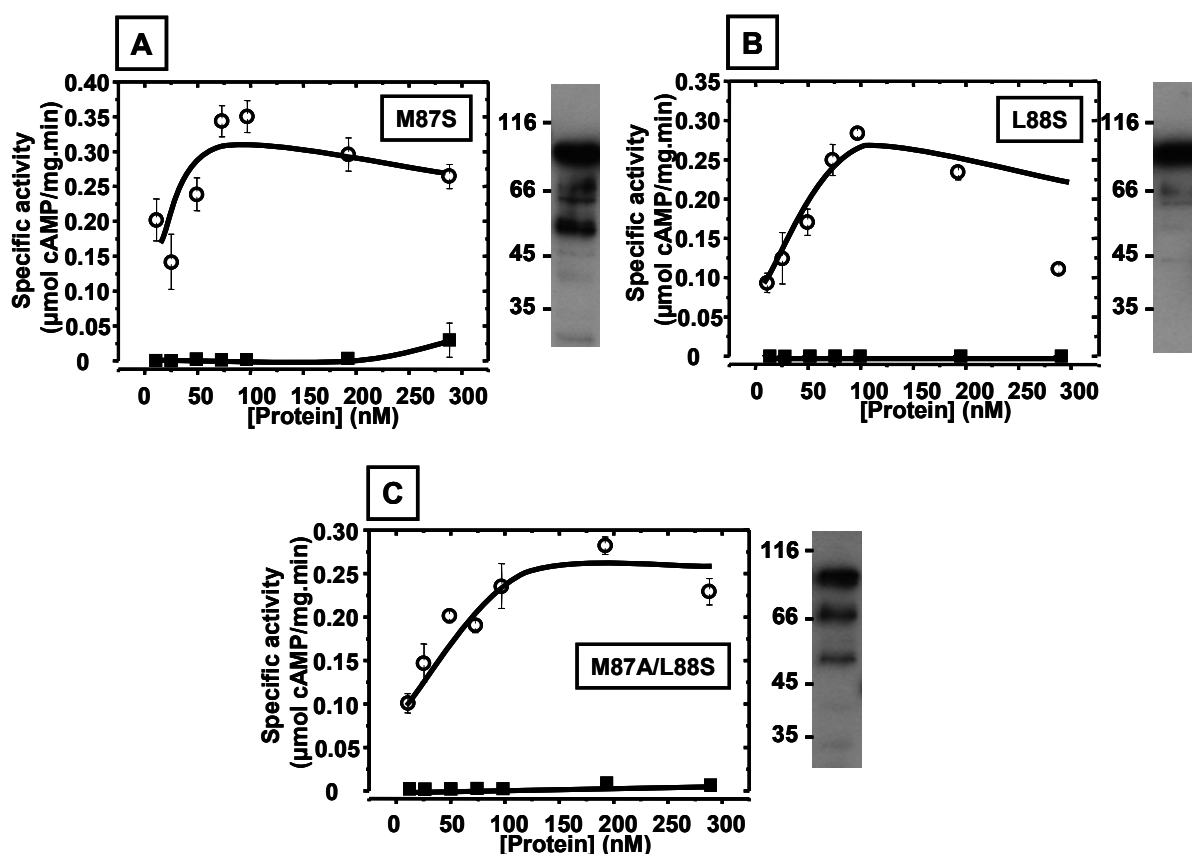 A
Specific activity
(µmol cAMP/mg.min)
0.40
0.35
0.30
0.25
0.20
0.15
0.10
0.05
0
M87S
0 50 100 150 200 250 300
[Protein] (nM)
116
66
45
35
B
Specific activity
(µmol cAMP/mg.min)
0.35
0.30
0.25
0.20
0.15
0.10
0.05
0
L88S
0 50 100 150 200 250 300
[Protein] (nM)
116
66
45
35
C
Specific activity
(µmol cAMP/mg.min)
0.30
0.25
0.20
0.15
0.10
0.05
0
M87A/L88S
0 50 100 150 200 250 300
[Protein] (nM)
116
66
45
35